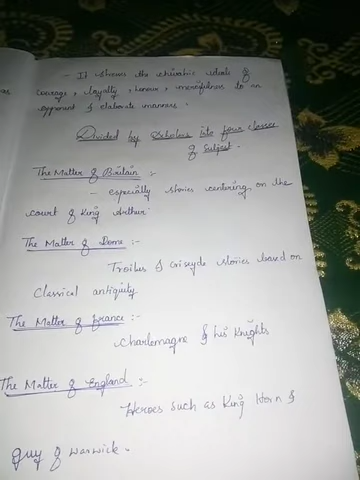 as
- It shows the chivalric ideals of
courage, loyalty, honour, mercifulness to an
opponent & elaborate manners.
Divided by Scholars into four classes
of Subject.
The Matter of Britain :-
- especially stories centering on the
court of King Arthur.
The Matter of Rome :-
Troilus & criseyde stories based on
Classical antiquity
The Matter of France :-
Charlemagne & his Knights
The Matter of England :-
Heroes such as King Horn &
guy of Warwick.